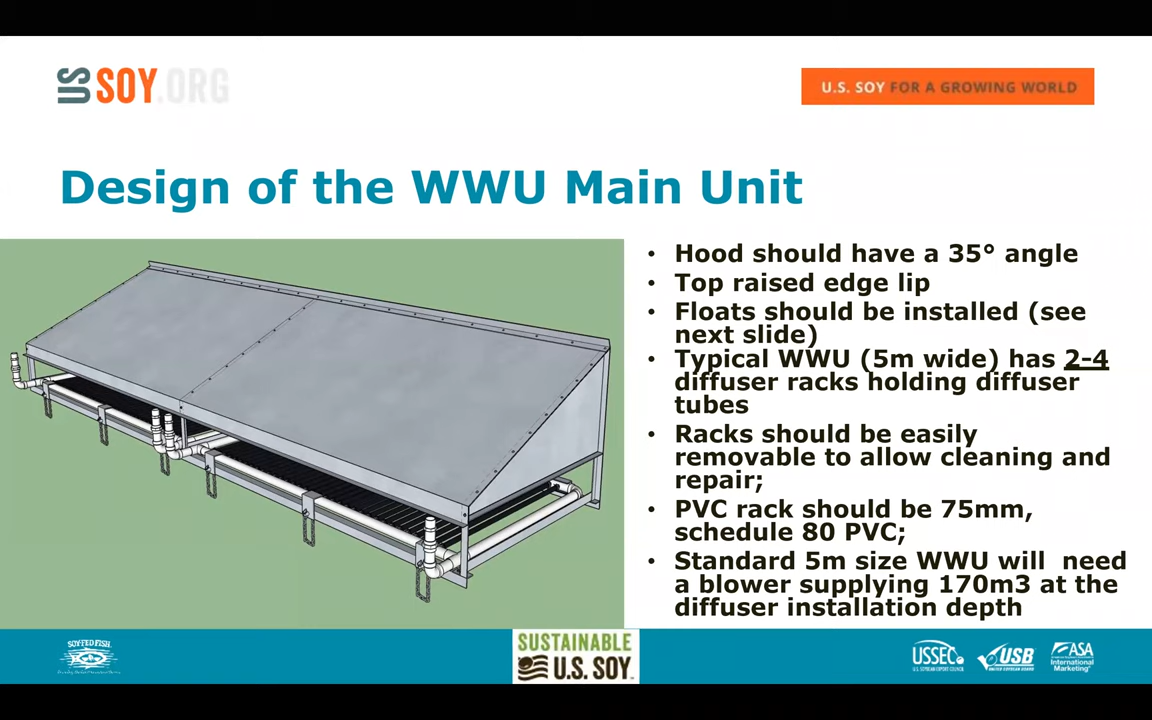 US SOY.ORG
U.S. SOY FOR A GROWING WORLD
Design of the WWU Main Unit
• Hood should have a 35° angle
• Top raised edge lip
• Floats should be installed (see
next slide)
• Typical WWU (5m wide) has 2-4
diffuser racks holding diffuser
tubes
• Racks should be easily
removable to allow cleaning and
repair;
• PVC rack should be 75mm,
schedule 80 PVC;
• Standard 5m size WWU will  need
a blower supplying 170m3 at the
diffuser installation depth
SOY-FED FISH
SUSTAINABLE
U.S. SOY
USSEC
U.S. SOYBEAN EXPORT COUNCIL
USB
UNITED SOYBEAN BOARD
ASA
International
Marketing